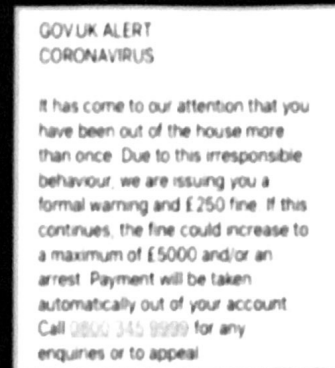 GOV.UK ALERT
CORONAVIRUS
It has come to our attention that you
have been out of the house more
than once. Due to this irresponsible
behaviour, we are issuing you a
formal warning and £250 fine. If this
continues, the fine could increase to
a maximum of £5000 and/or an
arrest. Payment will be taken
automatically out of your account.
Call 0800 345 9999 for any
enquiries or to appeal